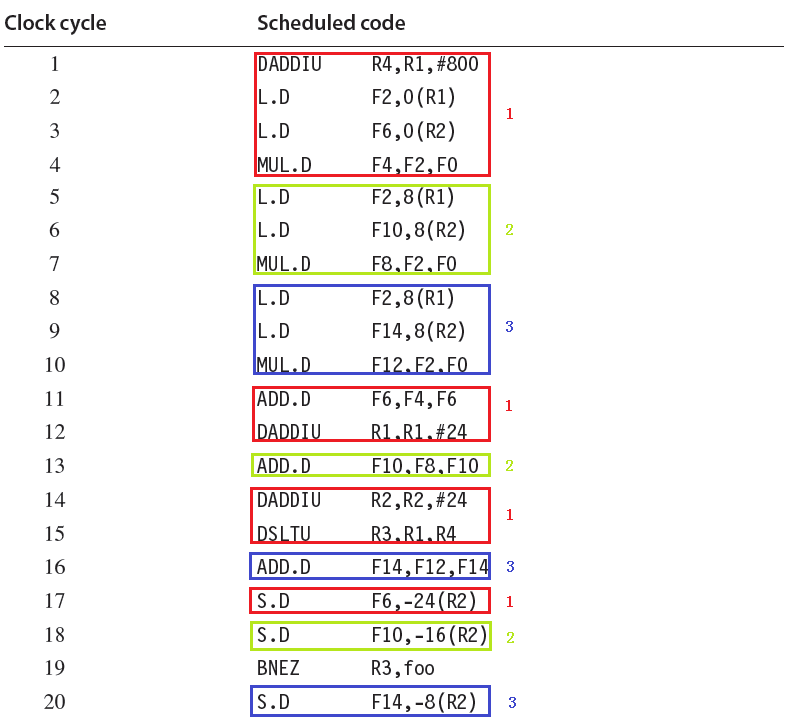 Clock cycle Scheduled code
1 DADDIU R4,R1,#800
2 L.D F2,0(R1)
1
3 L.D F6,0(R2)
4 MUL.D F4,F2,F0
5 L.D F2,8(R1)
6 L.D F10,8(R2) 2
7 MUL.D F8,F2,F0
8 L.D F2,8(R1)
9 L.D F14,8(R2) 3
10 MUL.D F12,F2,F0
11 ADD.D F6,F4,F6 1
12 DADDIU R1,R1,#24
13 ADD.D F10,F8,F10 2
14 DADDIU R2,R2,#24
1
15 DSLTU R3,R1,R4
16 ADD.D F14,F12,F14 3
17 S.D F6,-24(R2) 1
18 S.D F10,-16(R2) 2
19 BNEZ R3,foo
20 S.D F14,-8(R2) 3